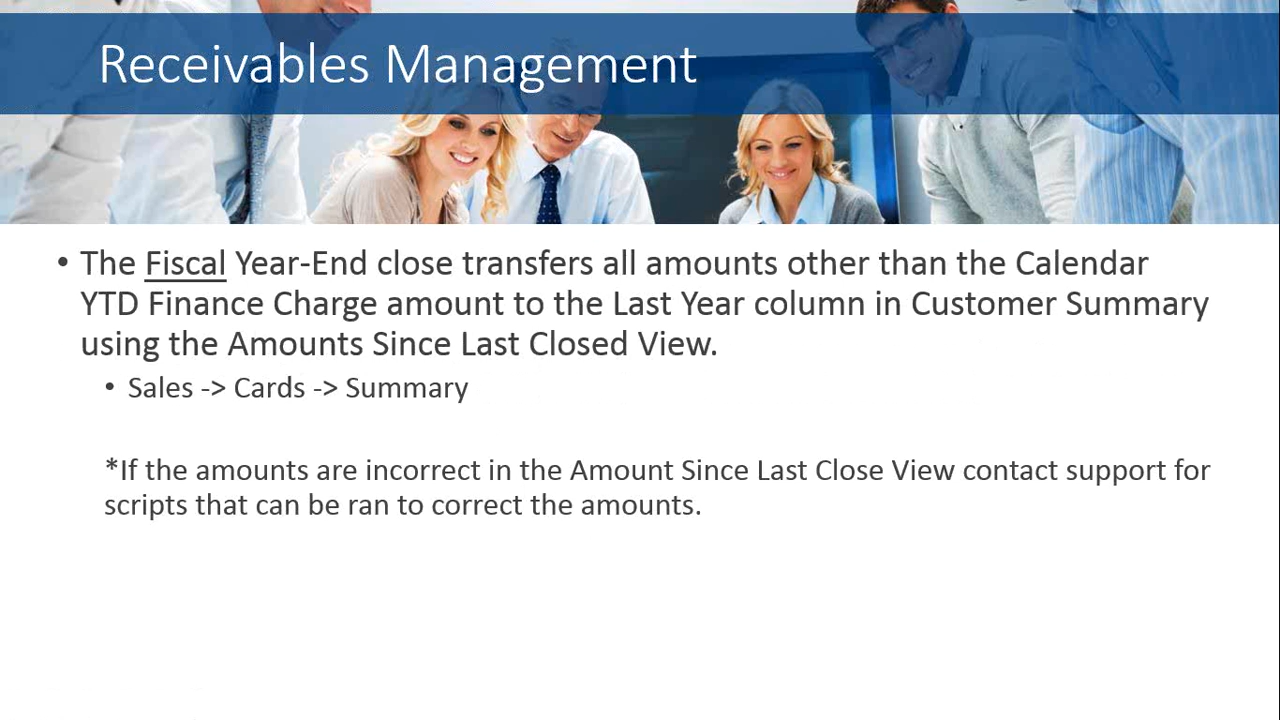 Receivables Management
• The Fiscal Year-End close transfers all amounts other than the Calendar
YTD Finance Charge amount to the Last Year column in Customer Summary
using the Amounts Since Last Closed View.
• Sales -> Cards -> Summary
*If the amounts are incorrect in the Amount Since Last Close View contact support for
scripts that can be ran to correct the amounts.